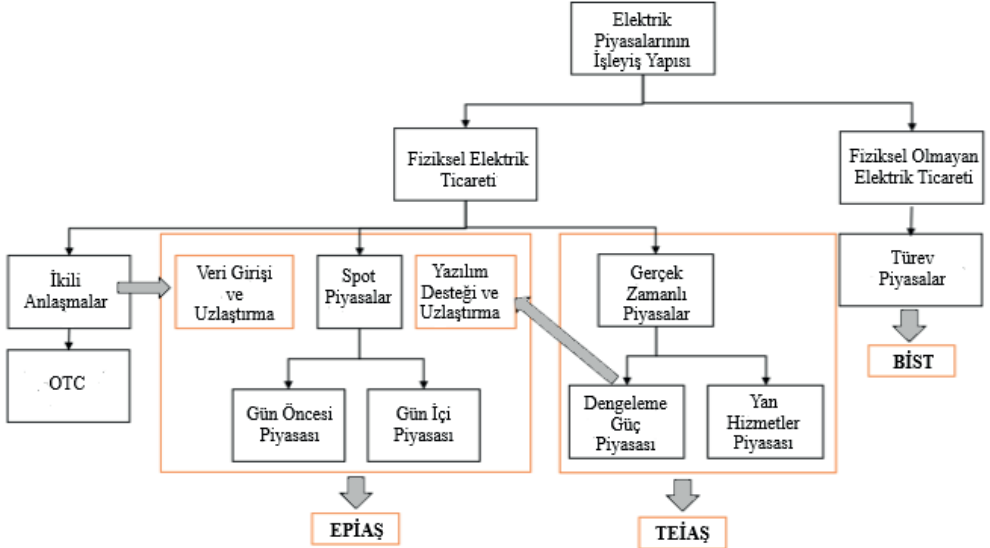 Elektrik
Piyasalarının
İşleyiş Yapısı
Fiziksel Elektrik
Ticareti
Fiziksel Olmayan
Elektrik Ticareti
İkili
Anlaşmalar
Veri Girişi
ve
Uzlaştırma
Spot
Piyasalar
Yazılım
Desteği ve
Uzlaştırma
Gerçek
Zamanlı
Piyasalar
Türev
Piyasalar
OTC
Gün Öncesi
Piyasası
Gün İçi
Piyasası
Dengeleme
Güç
Piyasası
Yan
Hizmetler
Piyasası
BİST
EPİAŞ
TEİAŞ